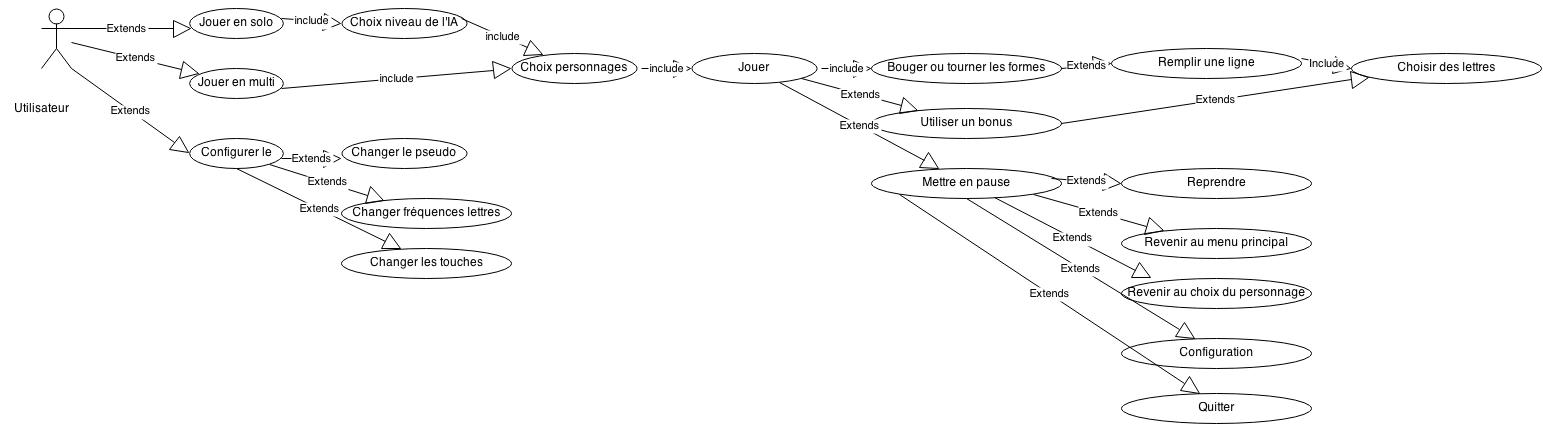 Extends
Jouer en solo
include
Choix niveau de l'IA
include
Extends
Jouer en multi
include
Choix personnages
include
Jouer
include
Bouger ou tourner les formes
Extends
Remplir une ligne
Include
Choisir des lettres
Utilisateur
Extends
Extends
Utiliser un bonus
Extends
Extends
Configurer le
Extends
Changer le pseudo
Extends
Changer fréquences lettres
Extends
Changer les touches
Mettre en pause
Extends
Reprendre
Extends
Revenir au menu principal
Extends
Revenir au choix du personnage
Extends
Configuration
Extends
Quitter